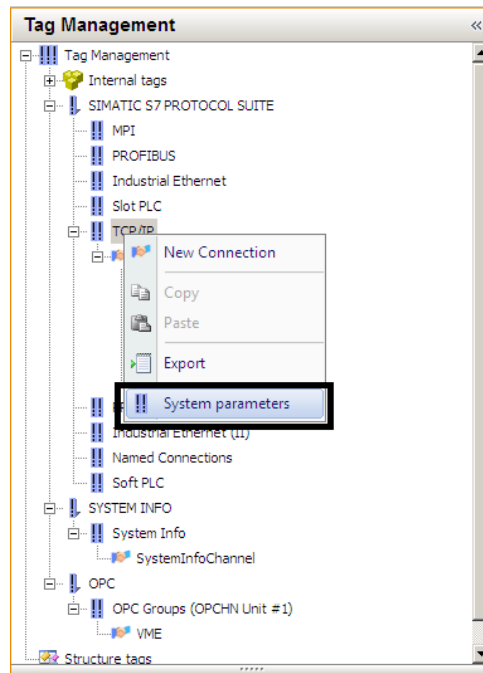 Tag Management
Tag Management
Internal tags
SIMATIC S7 PROTOCOL SUITE
MPI
PROFIBUS
Industrial Ethernet
Slot PLC
TCP/IP
New Connection
Copy
Paste
Export
System parameters
Industrial Ethernet (II)
Named Connections
Soft PLC
SYSTEM INFO
System Info
SystemInfoChannel
OPC
OPC Groups (OPCHN Unit #1)
VME
Structure tags